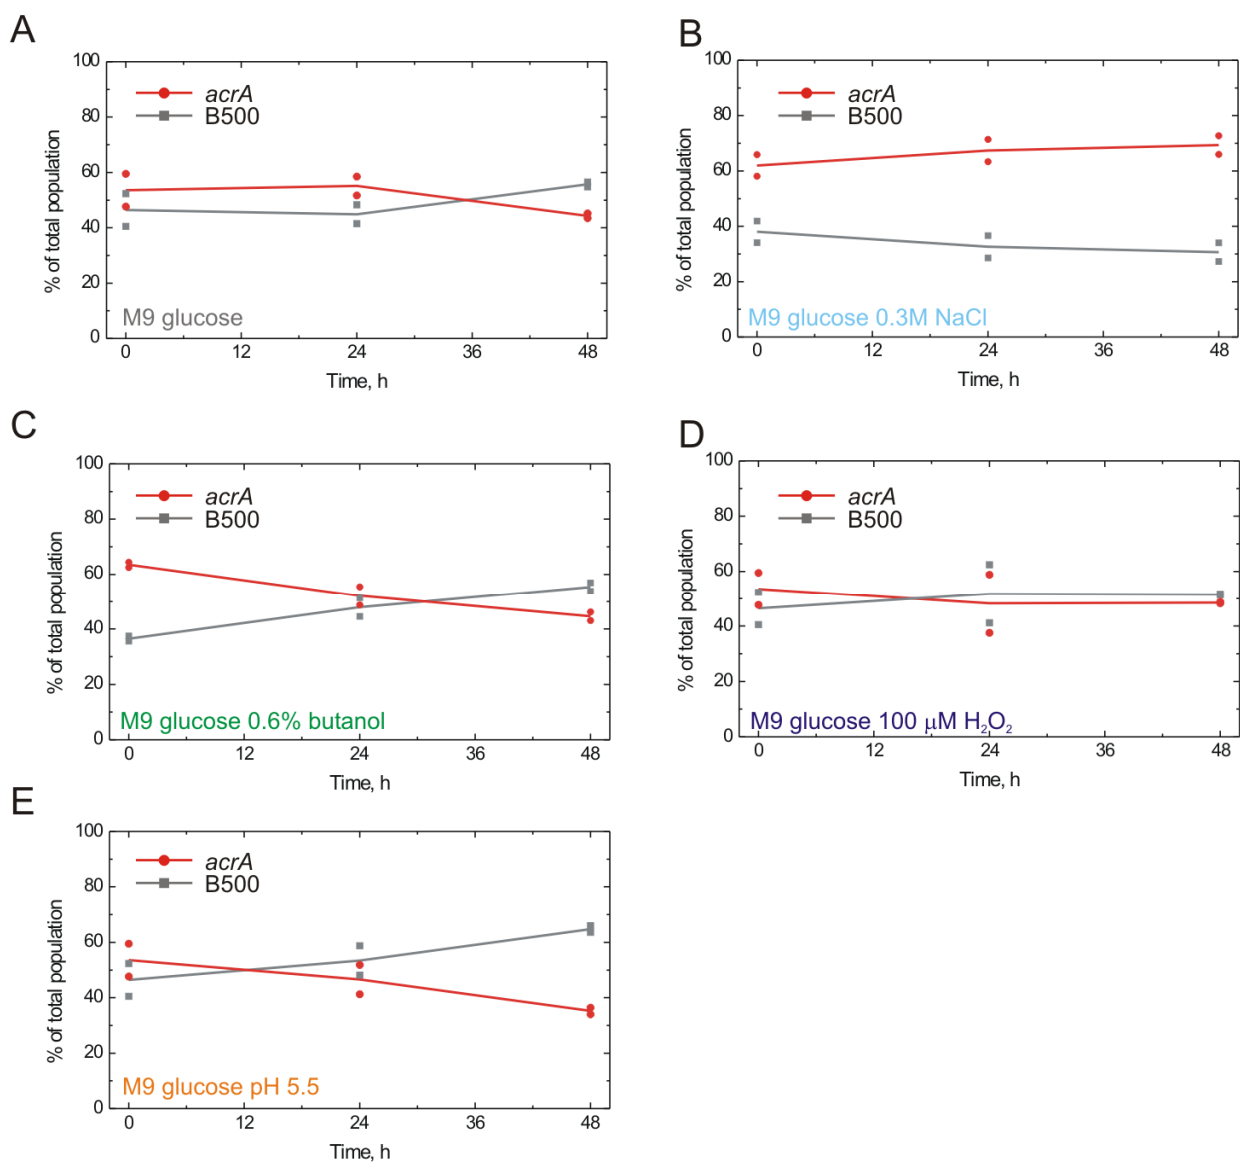 A
100
80
60
40
20
0
% of total population
acrA
B500
M9 glucose
0 12 24 36 48
Time, h
B
100
80
60
40
20
0
% of total population
acrA
B500
M9 glucose 0.3M NaCl
0 12 24 36 48
Time, h
C
100
80
60
40
20
0
% of total population
acrA
B500
M9 glucose 0.6% butanol
0 12 24 36 48
Time, h
D
100
80
60
40
20
0
% of total population
acrA
B500
M9 glucose 100 μM H₂O₂
0 12 24 36 48
Time, h
E
100
80
60
40
20
0
% of total population
acrA
B500
M9 glucose pH 5.5
0 12 24 36 48
Time, h